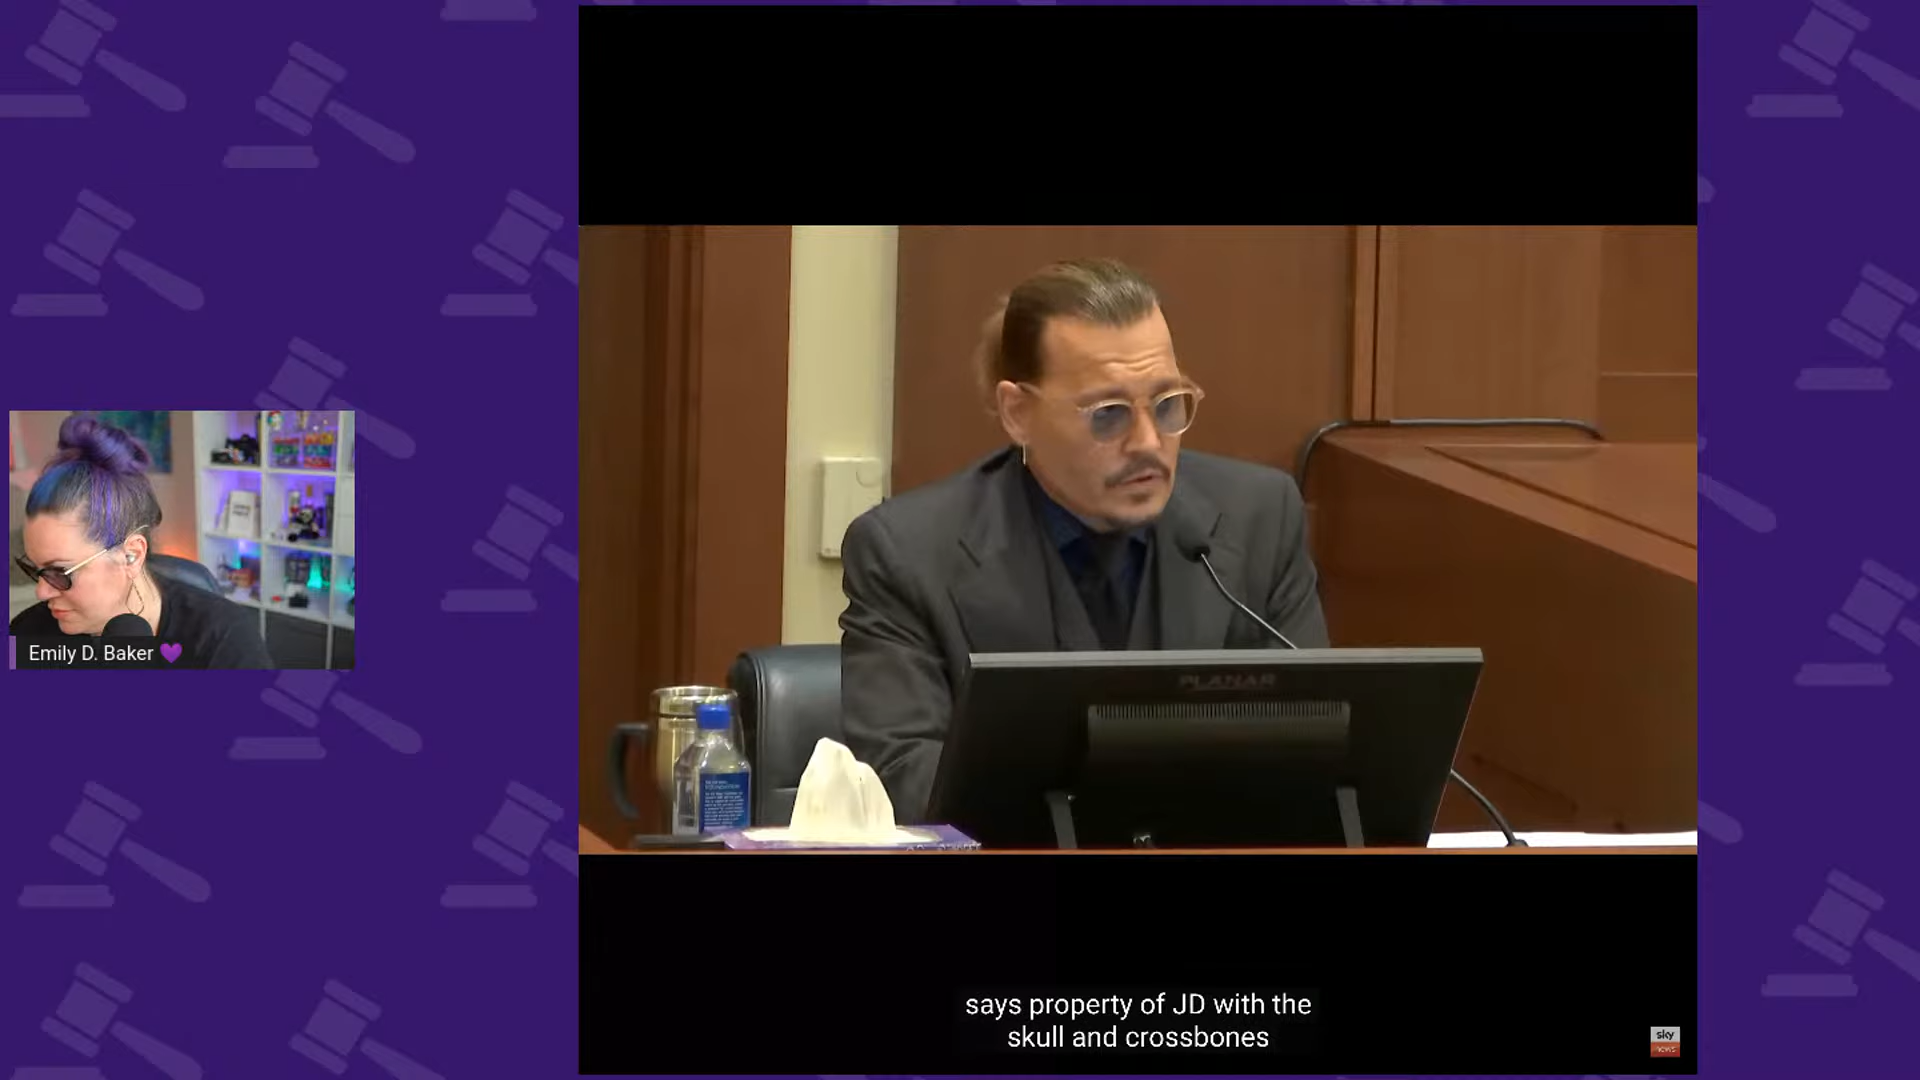 Emily D. Baker 💜
PLANAR
says property of JD with the
skull and crossbones
sky
news